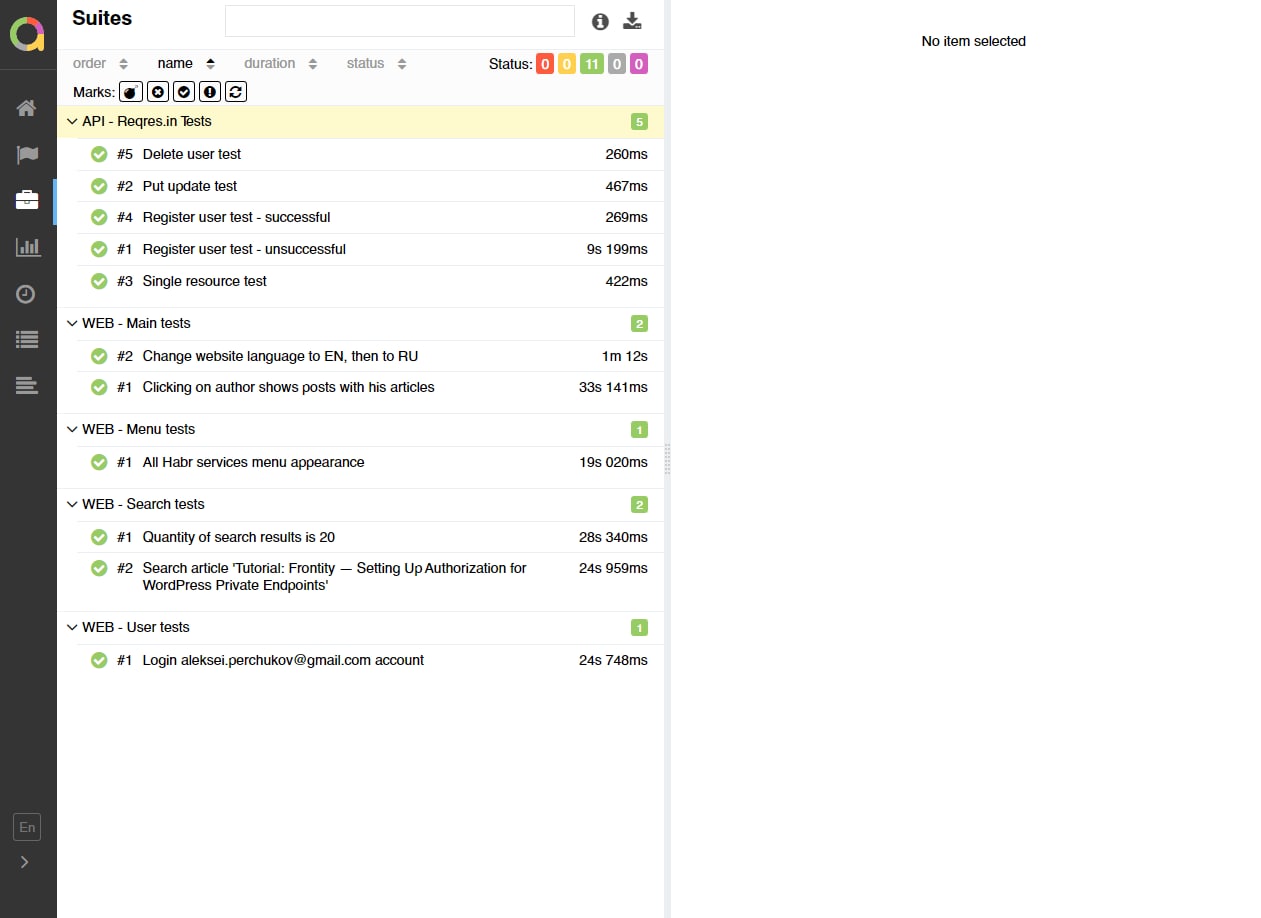 Suites
No item selected
order name duration status Status: 0 0 11 0 0
Marks:
API - Reqres.in Tests 5
#5 Delete user test 260ms
#2 Put update test 467ms
#4 Register user test - successful 269ms
#1 Register user test - unsuccessful 9s 199ms
#3 Single resource test 422ms
WEB - Main tests 2
#2 Change website language to EN, then to RU 1m 12s
#1 Clicking on author shows posts with his articles 33s 141ms
WEB - Menu tests 1
#1 All Habr services menu appearance 19s 020ms
WEB - Search tests 2
#1 Quantity of search results is 20 28s 340ms
#2 Search article 'Tutorial: Frontity — Setting Up Authorization for 24s 959ms
WordPress Private Endpoints'
WEB - User tests 1
#1 Login aleksei.perchukov@gmail.com account 24s 748ms
En